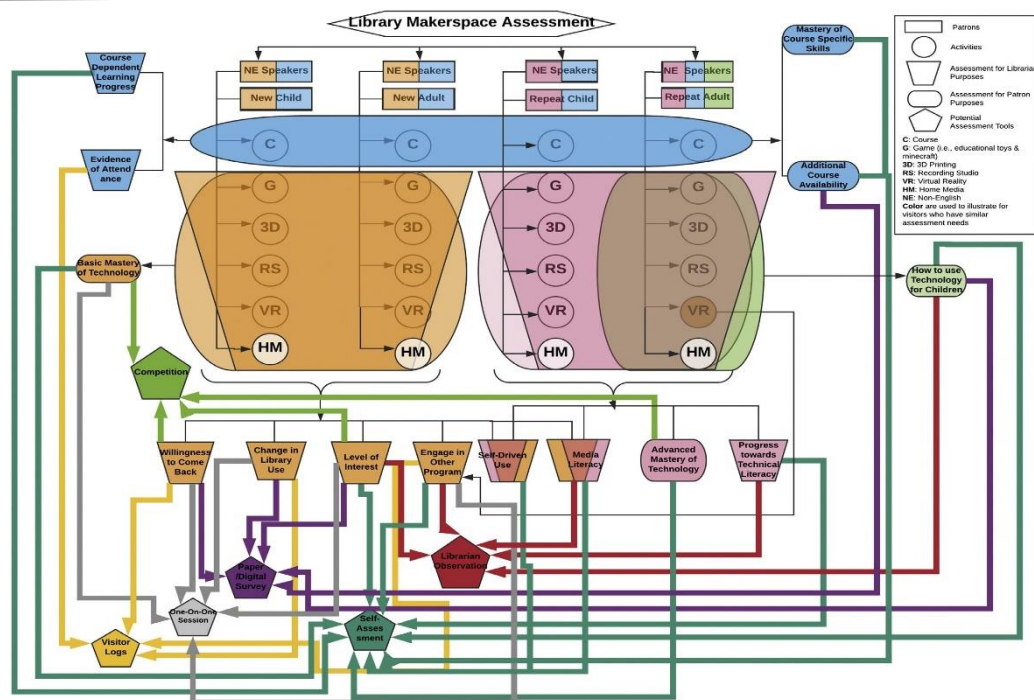 Library Makerspace Assessment
NE Speakers
New Child
NE Speakers
New Adult
NE Speakers
Repeat Child
NE Speakers
Repeat Adult
Course
Dependent
Learning
Progress
Evidence
of Attend
ance
Mastery of
Course Specific
Skills
Additional
Course
Availability
Patrons
Activities
Assessment for Librarian
Purposes
Assessment for Patron
Purposes
Potential
Assessment Tools
C: Course
G: Game (i.e., educational toys &
minecraft)
3D: 3D Printing
RS: Recording Studio
VR: Virtual Reality
HM: Home Media
NE: Non-English
Color are used to illustrate for
visitors who have similar
assessment needs
C
C
C
C
G
G
G
G
3D
3D
3D
3D
RS
RS
RS
RS
VR
VR
VR
VR
HM
HM
HM
HM
Basic Mastery
of Technology
How to use
Technology
for Children
Competition
Willingness
to Come
Back
Change in
Library Use
Level of
Interest
Engage in
Other
Program
Self-Driven
Use
Media
Literacy
Advanced
Mastery of
Technology
Progress
towards
Technical
Literacy
Librarian
Observation
Paper
/Digital
Survey
One-On-One
Session
Self-
Asses
sment
Visitor
Logs